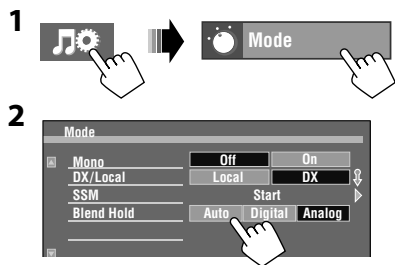 1
Mode
2
Mode
Mono Off On
DX/Local Local DX
SSM Start
Blend Hold Auto Digital Analog